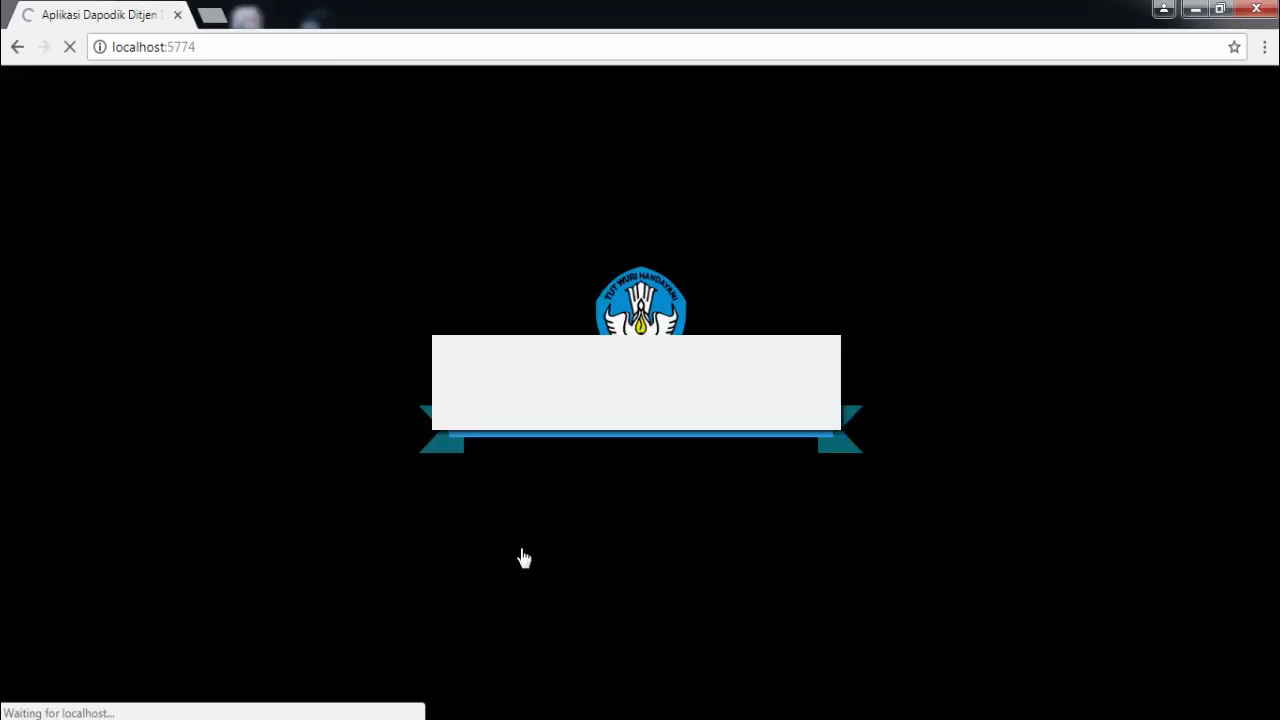 Aplikasi Dapodik Ditjen
localhost:5774
TUT WURI HANDAYANI
Waiting for localhost...